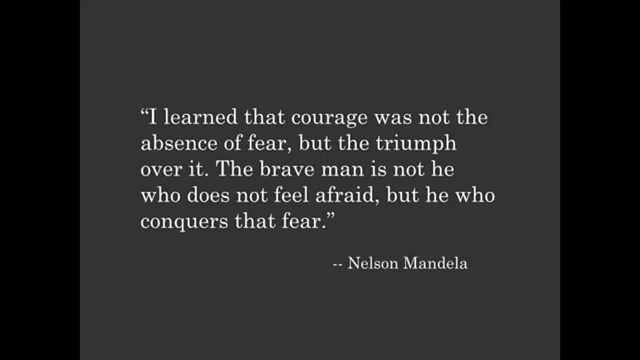 “I learned that courage was not the
absence of fear, but the triumph
over it. The brave man is not he
who does not feel afraid, but he who
conquers that fear.”
-- Nelson Mandela